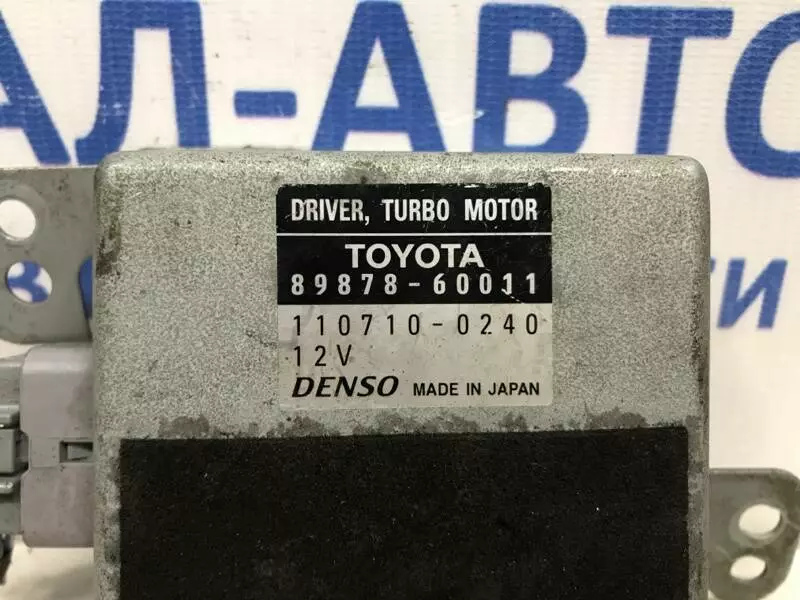 АЛ-АВТО
DRIVER, TURBO MOTOR
TOYOTA
89878-60011
110710-0240
12V
DENSO MADE IN JAPAN